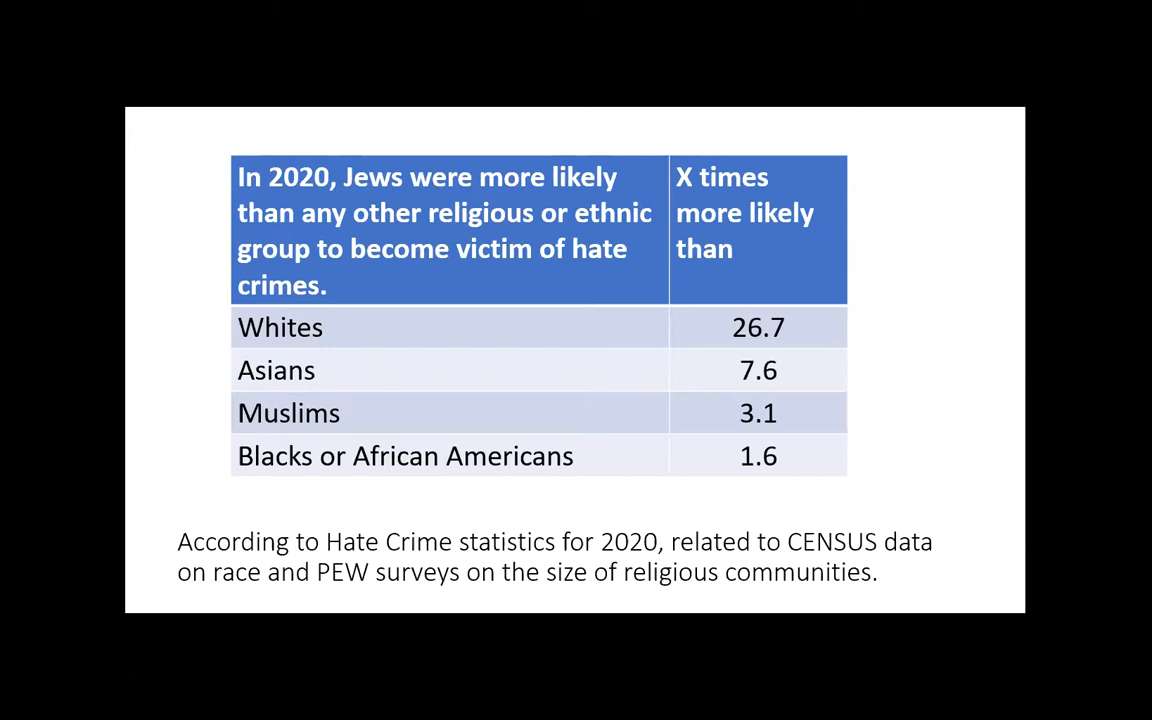 In 2020, Jews were more likely
than any other religious or ethnic
group to become victim of hate
crimes.
X times
more likely
than
Whites 26.7
Asians 7.6
Muslims 3.1
Blacks or African Americans 1.6
According to Hate Crime statistics for 2020, related to CENSUS data
on race and PEW surveys on the size of religious communities.